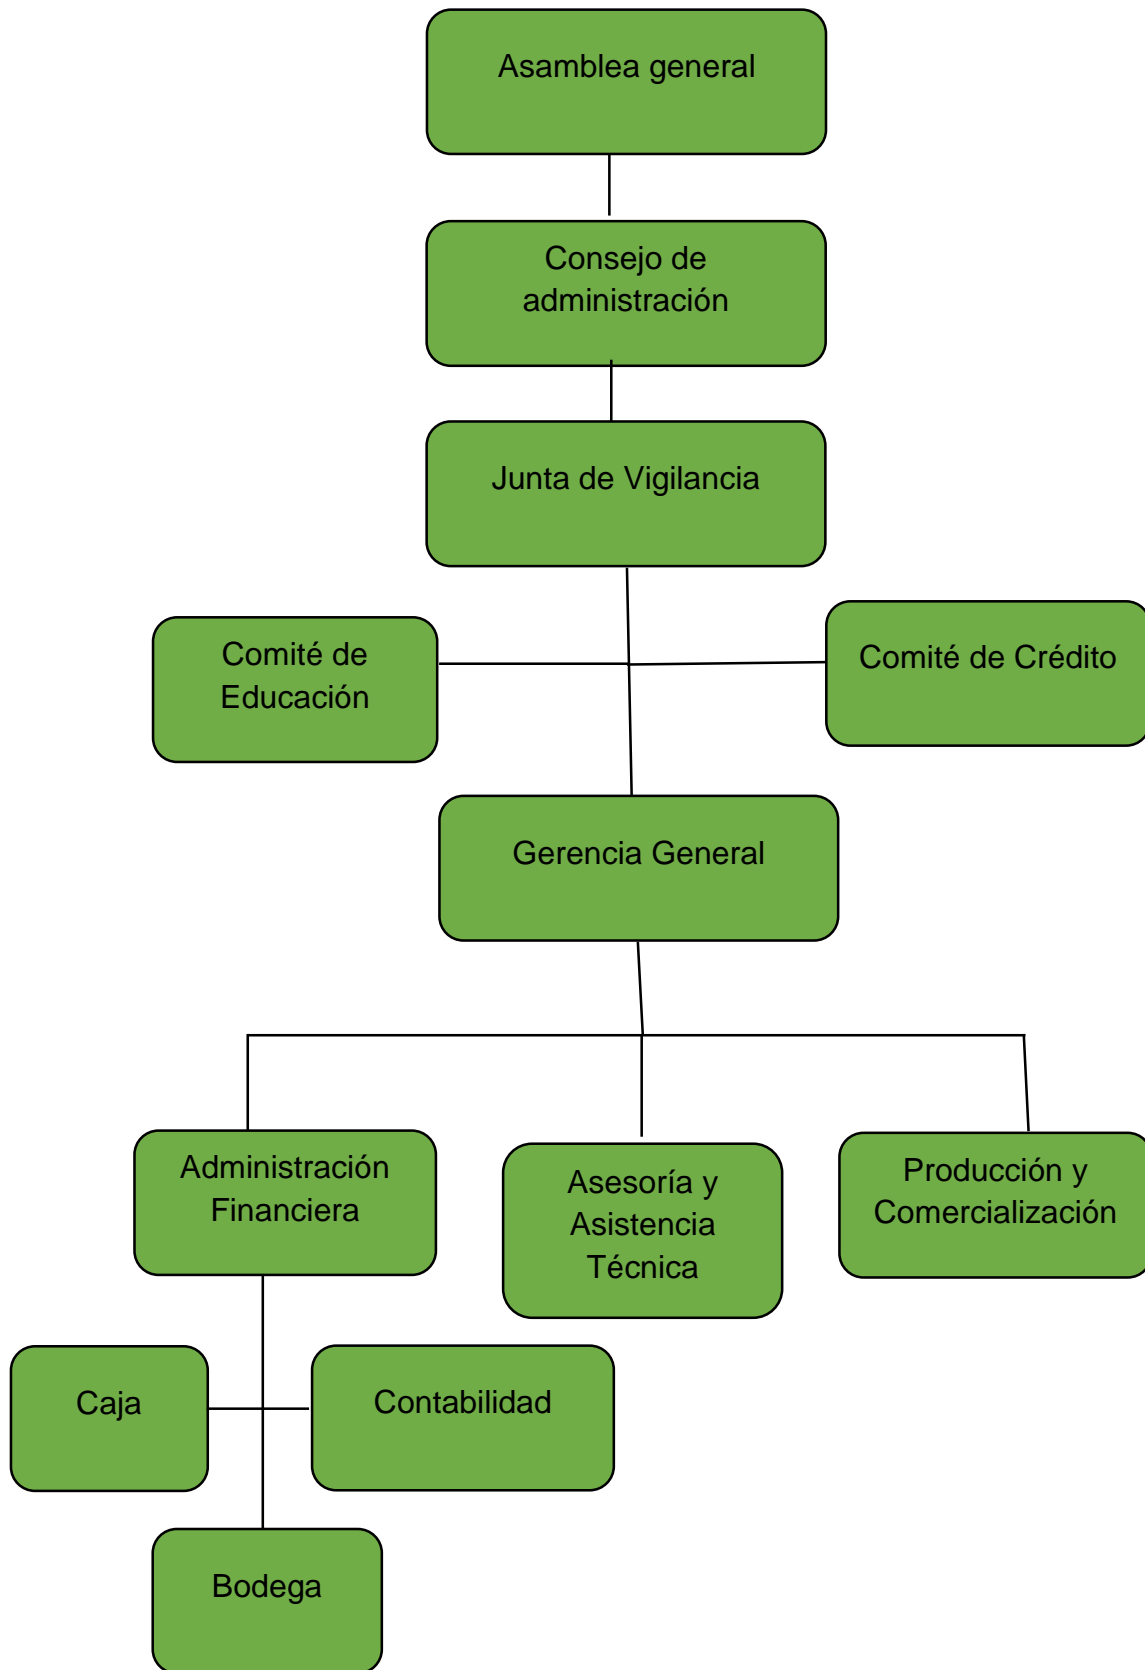 Asamblea general
Consejo de
administración
Junta de Vigilancia
Comité de
Educación
Comité de Crédito
Gerencia General
Administración
Financiera
Asesoría y
Asistencia
Técnica
Producción y
Comercialización
Caja
Contabilidad
Bodega